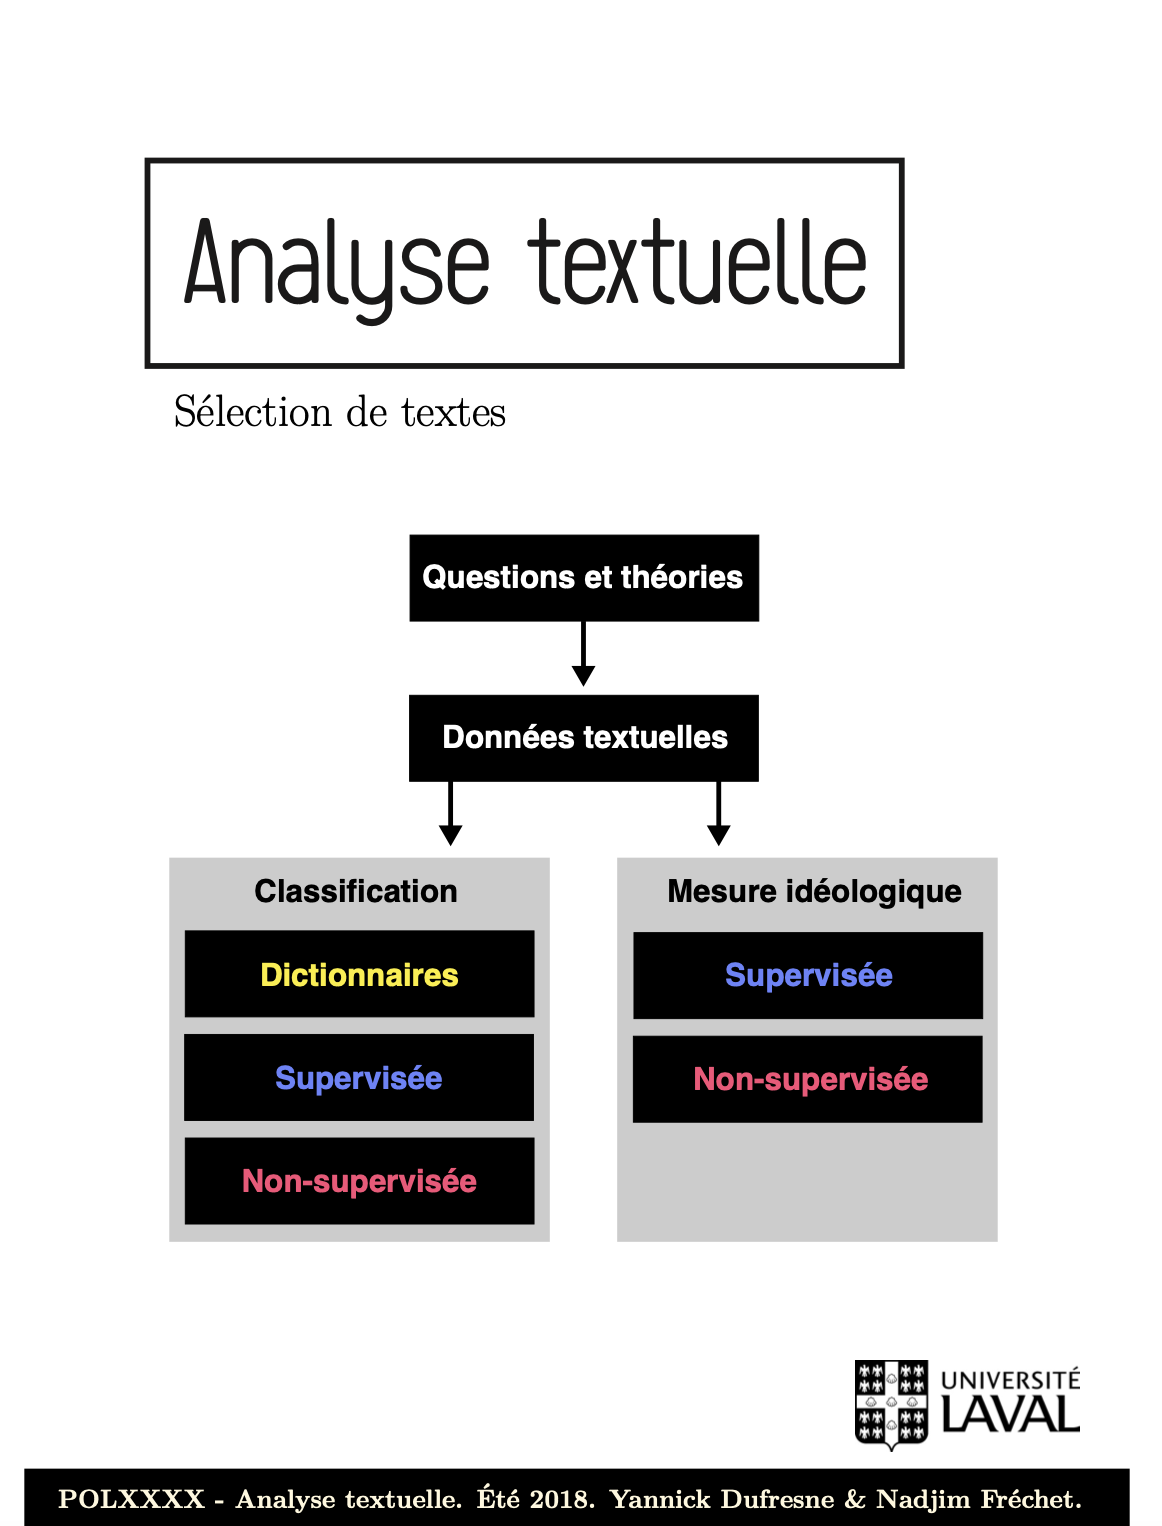 Analyse textuelle
Sélection de textes
Questions et théories
Données textuelles
Classification
Dictionnaires
Supervisée
Non-supervisée
Mesure idéologique
Supervisée
Non-supervisée
UNIVERSITÉ
LAVAL
POLXXXX - Analyse textuelle. Été 2018. Yannick Dufresne & Nadjim Fréchet.